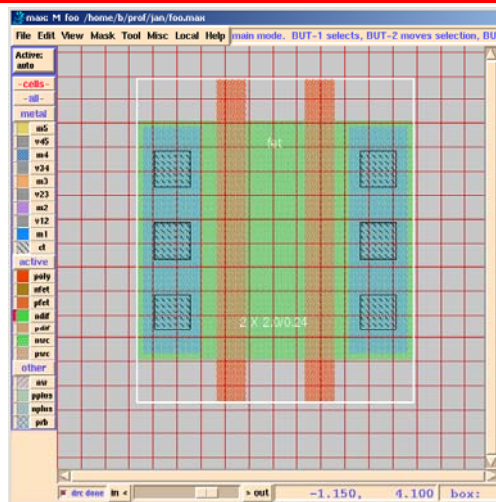 max: M foo /home/b/prof/jan/foo.max
File Edit View Mask Tool Misc Local Help main mode. BUT-1 selects, BUT-2 moves selection, BU
Active:
auto
-cells-
-all-
metal
m5
v45
m4
v34
m3
v23
m2
v12
m1
ct
active
poly
nfet
pfet
ndif
pdif
nwc
pwc
other
pplus
nplus
prb
fet
2 X 2.0/0.24
drc done in < > out -1.150, 4.100 box: